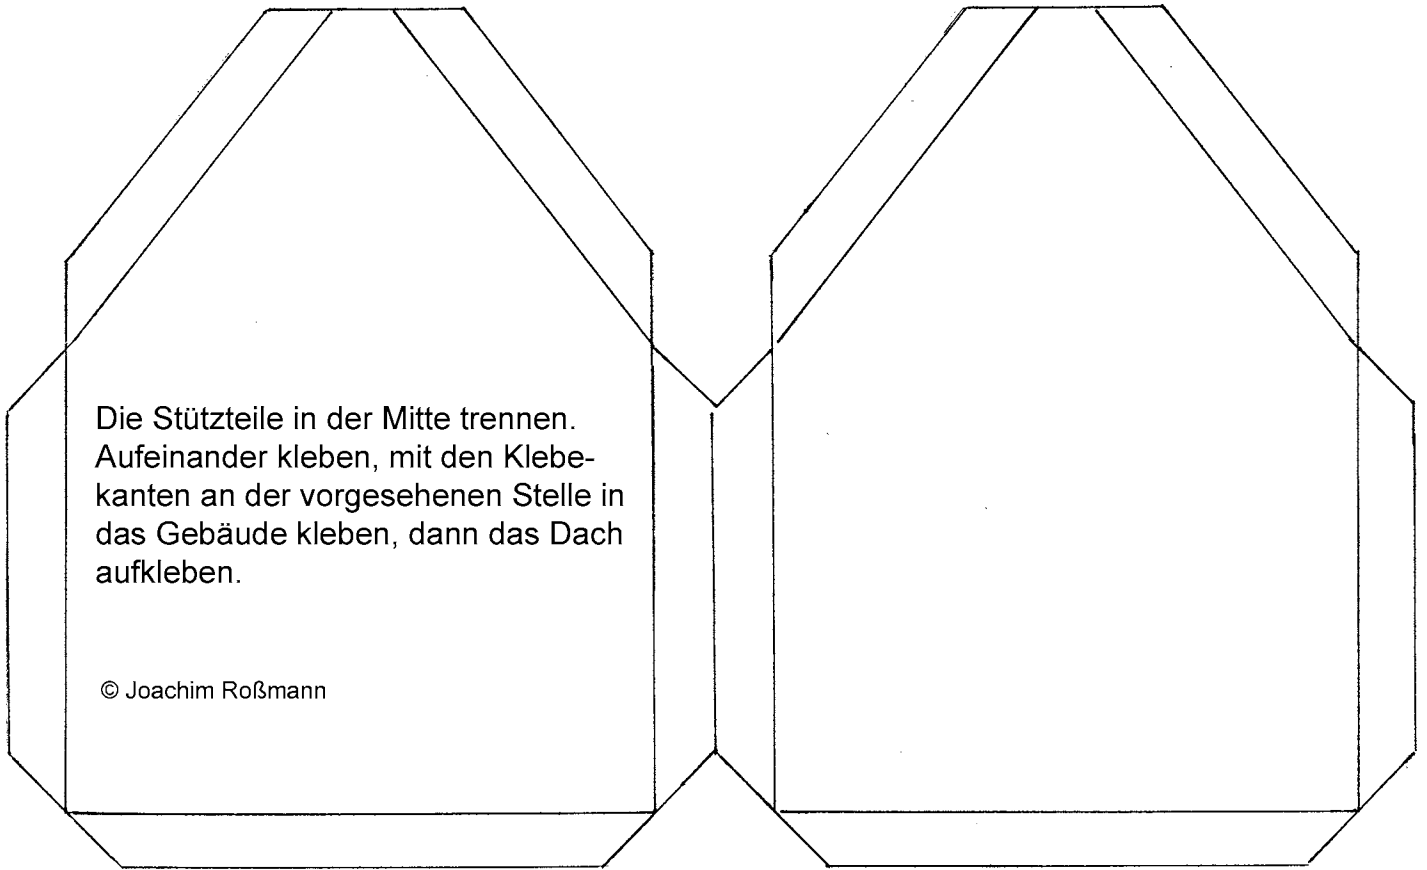 Die Stützteile in der Mitte trennen.
Aufeinander kleben, mit den Klebe-
kanten an der vorgesehenen Stelle in
das Gebäude kleben, dann das Dach
aufkleben.
© Joachim Roßmann